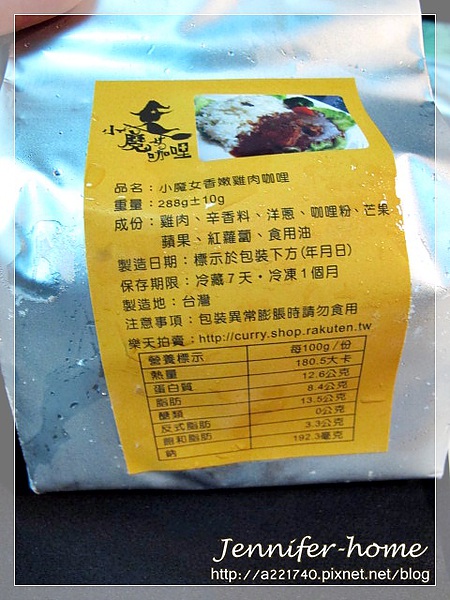 小魔女
咖哩
品名：小魔女香嫩雞肉咖哩
重量：288g±10g
成份：雞肉、辛香料、洋蔥、咖哩粉、芒果
蘋果、紅蘿蔔、食用油
製造日期：標示於包裝下方(年月日)
保存期限：冷藏7天・冷凍1個月
製造地：台灣
注意事項：包裝異常膨脹時請勿食用
樂天拍賣：http://curry.shop.rakuten.tw
營養標示 每100g/份
熱量 180.5大卡
蛋白質 12.6公克
脂肪 8.4公克
醣類 13.5公克
反式脂肪 0公克
飽和脂肪 3.3公克
鈉 192.3毫克
Jennifer-home
http://a221740.pixnet.net/blog